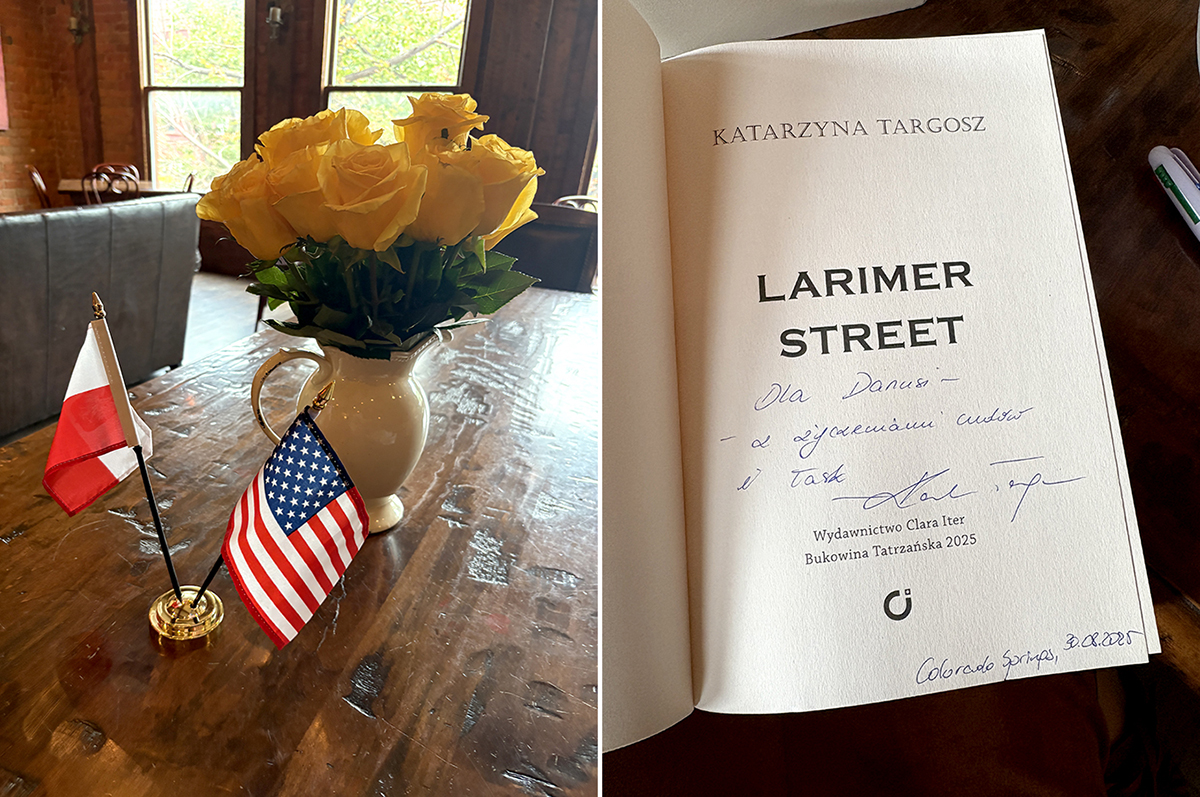 KATARZYNA TARGOSZ
LARIMER
STREET
Dla Danusi –
– z życzeniami cudów
i łask
Wydawnictwo Clara Iter
Bukowina Tatrzańska 2025
Colorado Springs, 30.08.2025